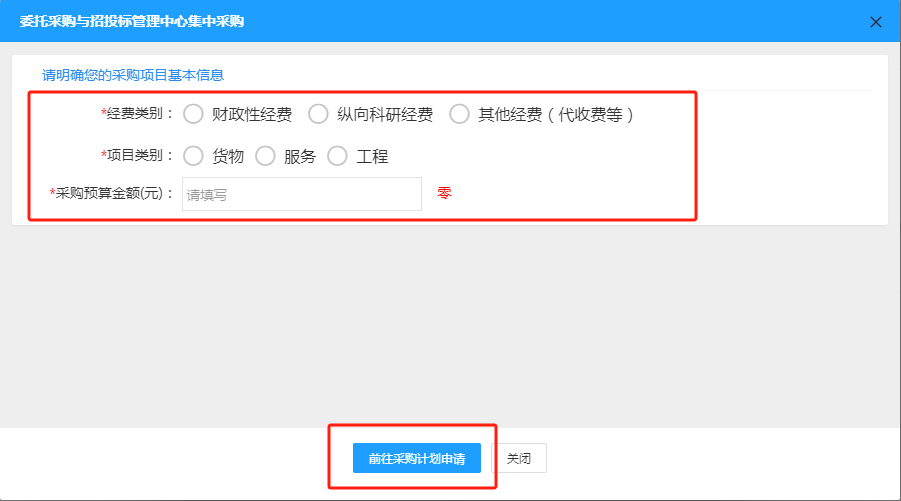 委托采购与招投标管理中心集中采购
请明确您的采购项目基本信息
*经费类别： 财政性经费 纵向科研经费 其他经费（代收费等）
*项目类别： 货物 服务 工程
*采购预算金额(元)： 请填写 零
前往采购计划申请 关闭